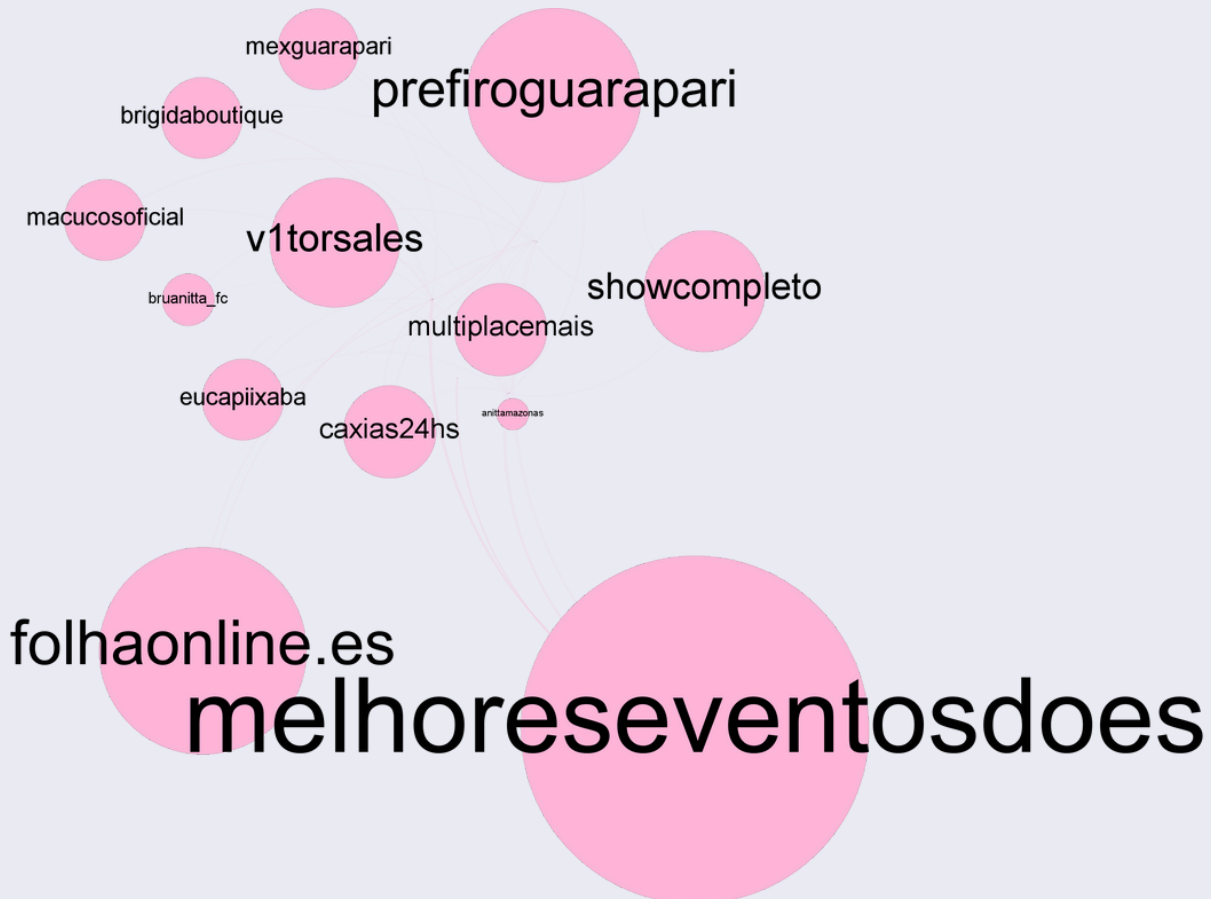 mexguarapari
prefiroguarapari
brigidaboutique
macucosoficial
v1torsales
showcompleto
bruanitta_fc
multiplacemais
eucapiixaba
caxias24hs
anittamazonas
folhaonline.es
melhoreseventosdoes